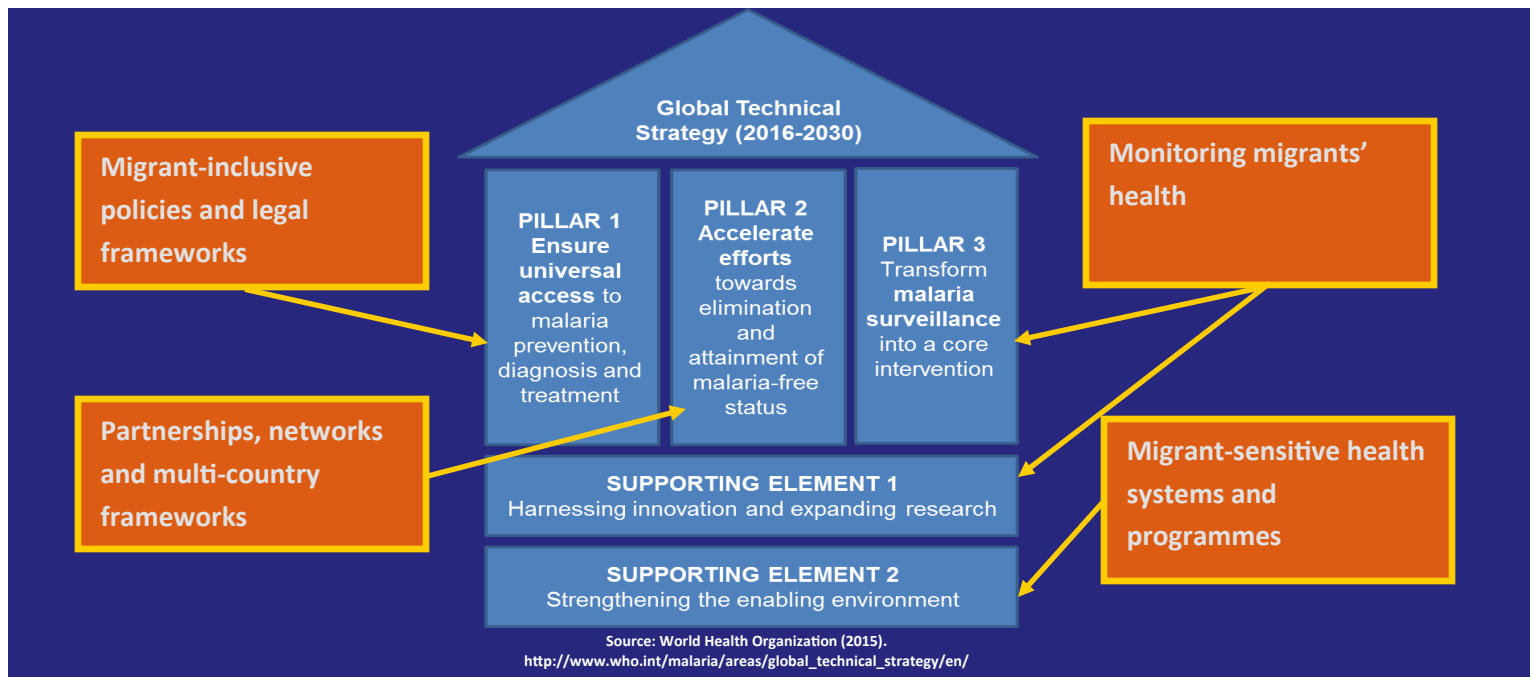 Global Technical
Strategy (2016-2030)
Migrant-inclusive
policies and legal
frameworks
Partnerships, networks
and multi-country
frameworks
PILLAR 1
Ensure
universal
access to
malaria
prevention,
diagnosis and
treatment
PILLAR 2
Accelerate
efforts
towards
elimination
and
attainment of
malaria-free
status
PILLAR 3
Transform
malaria
surveillance
into a core
intervention
Monitoring migrants’
health
Migrant-sensitive health
systems and
programmes
SUPPORTING ELEMENT 1
Harnessing innovation and expanding research
SUPPORTING ELEMENT 2
Strengthening the enabling environment
Source: World Health Organization (2015).
http://www.who.int/malaria/areas/global_technical_strategy/en/